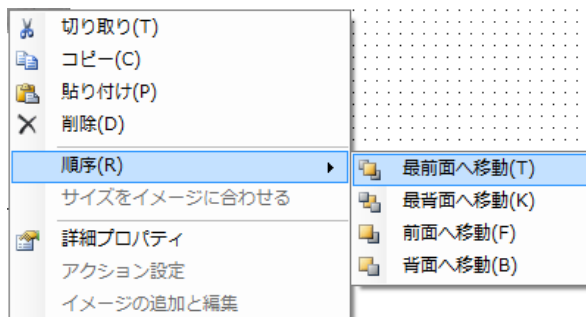 切り取り(T)
コピー(C)
貼り付け(P)
削除(D)
順序(R)
サイズをイメージに合わせる
詳細プロパティ
アクション設定
イメージの追加と編集
最前面へ移動(T)
最背面へ移動(K)
前面へ移動(F)
背面へ移動(B)